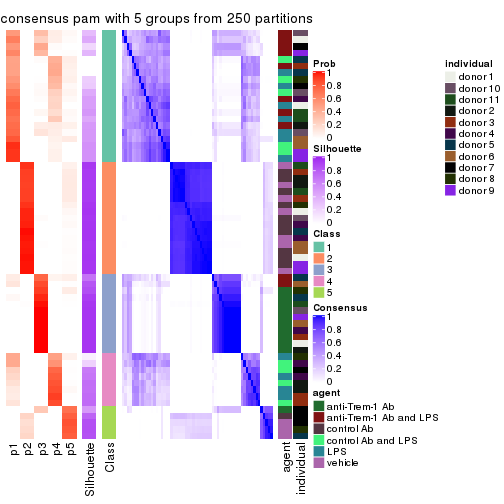 consensus pam with 5 groups from 250 partitions
Prob
1
0.8
0.6
0.4
0.2
0
Silhouette
1
0.8
0.6
0.4
0.2
0
Class
1
2
3
4
5
Consensus
1
0.8
0.6
0.4
0.2
0
agent
anti-Trem-1 Ab
anti-Trem-1 Ab and LPS
control Ab
control Ab and LPS
LPS
vehicle
individual
donor 1
donor 10
donor 11
donor 2
donor 3
donor 4
donor 5
donor 6
donor 7
donor 8
donor 9
p1
p2
p3
p4
p5
Silhouette
Class
agent
individual